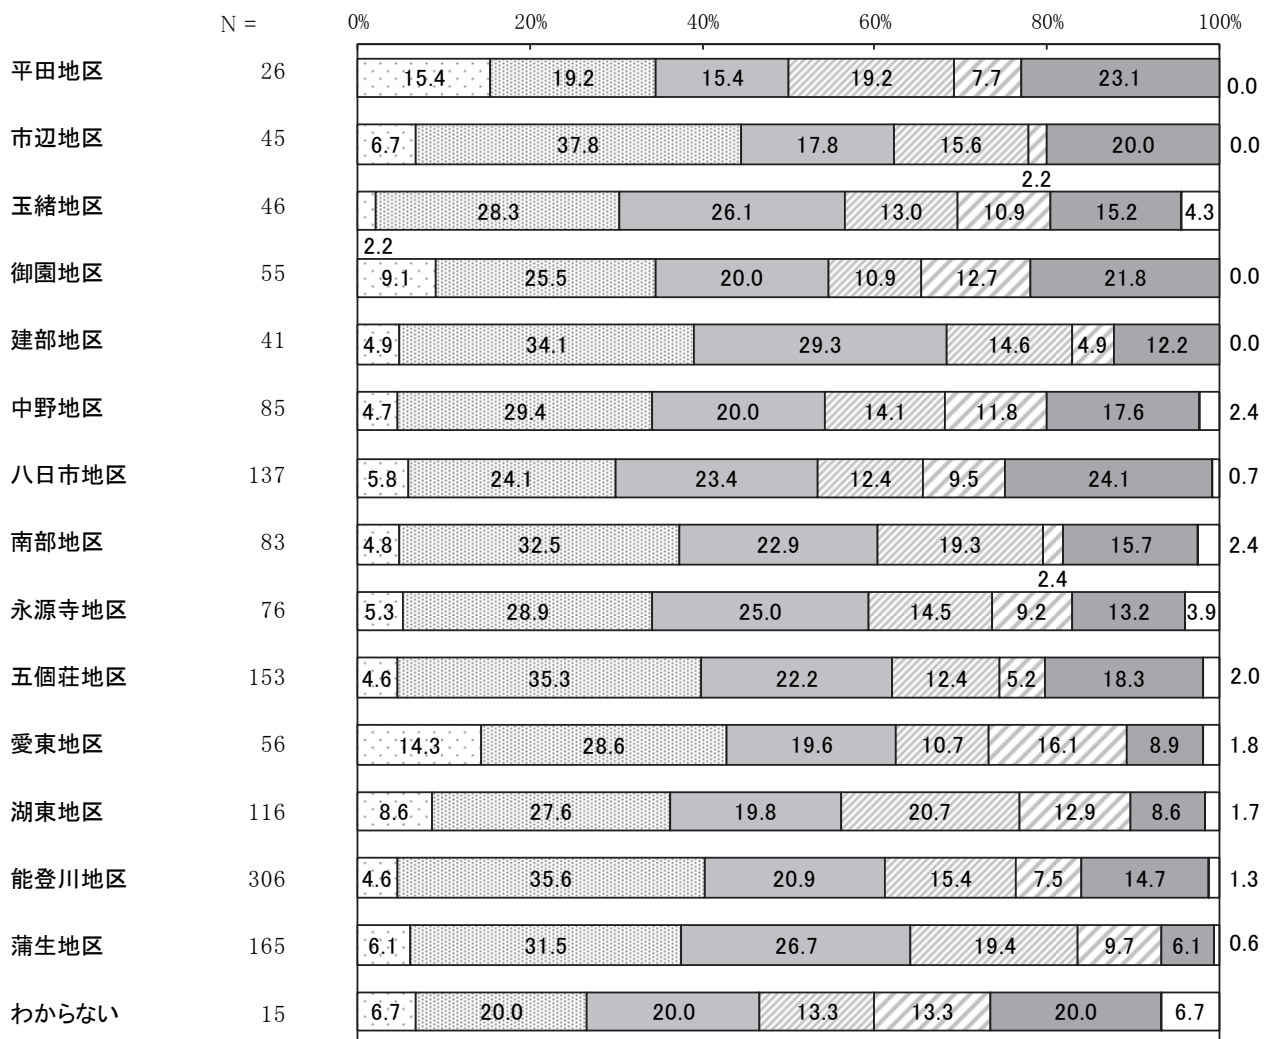 N = 0% 20% 40% 60% 80% 100%
平田地区 26 15.4 19.2 15.4 19.2 7.7 23.1 0.0
市辺地区 45 6.7 37.8 17.8 15.6 20.0 0.0
2.2
玉緒地区 46 28.3 26.1 13.0 10.9 15.2 4.3
2.2
御園地区 55 9.1 25.5 20.0 10.9 12.7 21.8 0.0
建部地区 41 4.9 34.1 29.3 14.6 4.9 12.2 0.0
中野地区 85 4.7 29.4 20.0 14.1 11.8 17.6 2.4
八日市地区 137 5.8 24.1 23.4 12.4 9.5 24.1 0.7
南部地区 83 4.8 32.5 22.9 19.3 15.7 2.4
2.4
永源寺地区 76 5.3 28.9 25.0 14.5 9.2 13.2 3.9
五個荘地区 153 4.6 35.3 22.2 12.4 5.2 18.3 2.0
愛東地区 56 14.3 28.6 19.6 10.7 16.1 8.9 1.8
湖東地区 116 8.6 27.6 19.8 20.7 12.9 8.6 1.7
能登川地区 306 4.6 35.6 20.9 15.4 7.5 14.7 1.3
蒲生地区 165 6.1 31.5 26.7 19.4 9.7 6.1 0.6
わからない 15 6.7 20.0 20.0 13.3 13.3 20.0 6.7